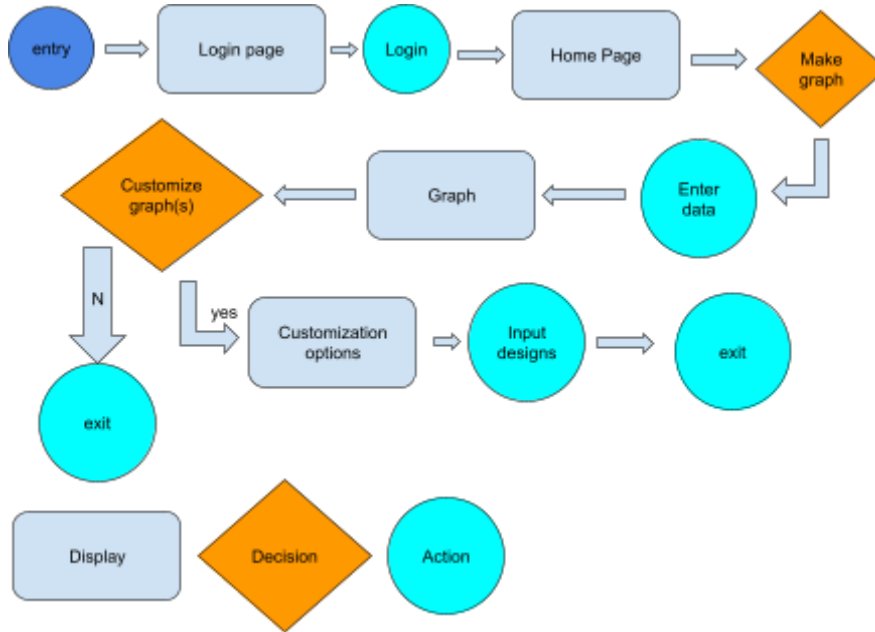 entry
Login page
Login
Home Page
Make
graph
Customize
graph(s)
Graph
Enter
data
N
yes
Customization
options
Input
designs
exit
exit
Display
Decision
Action